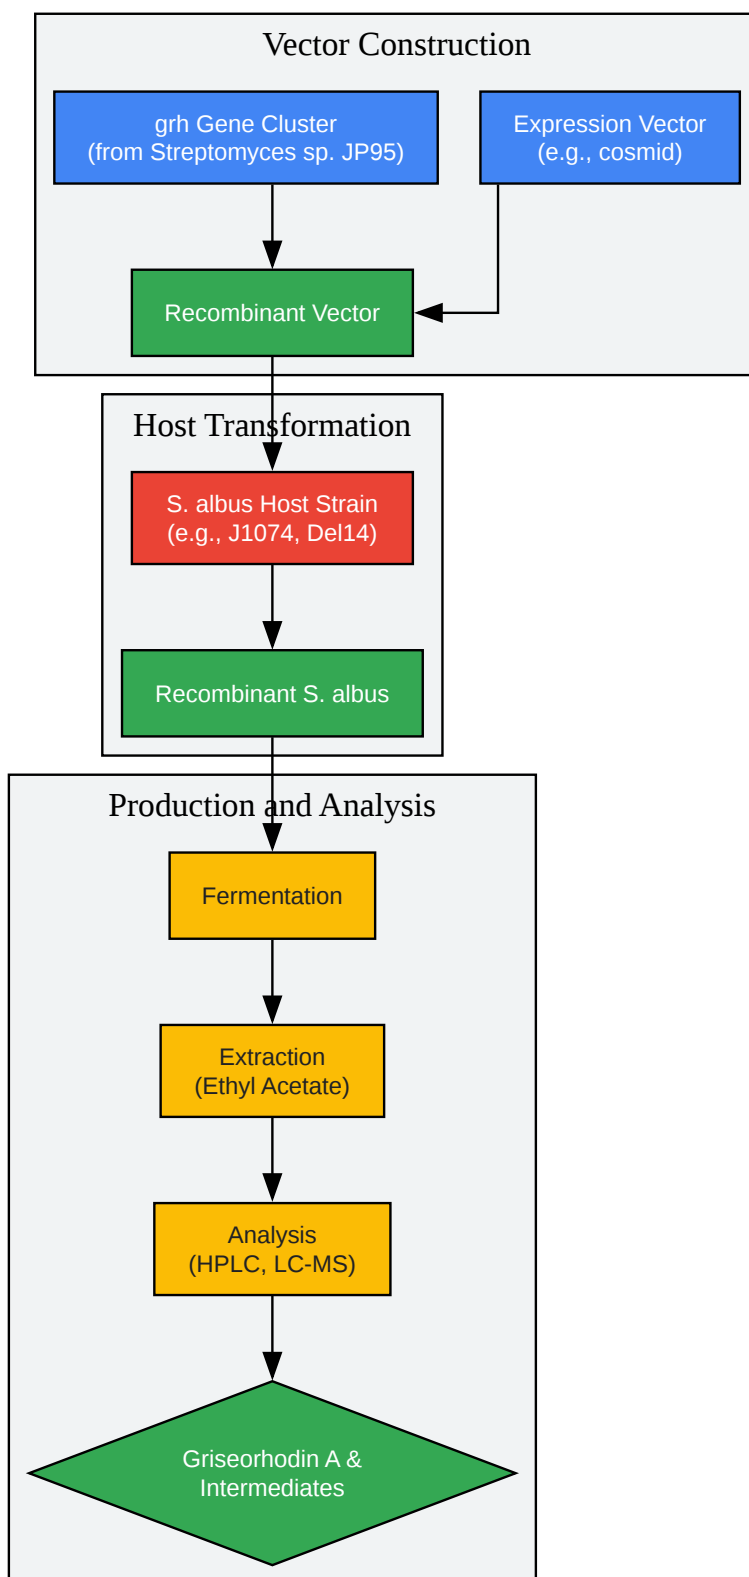 Vector Construction
grh Gene Cluster
(from Streptomyces sp. JP95)
Expression Vector
(e.g., cosmid)
Recombinant Vector
Host Transformation
S. albus Host Strain
(e.g., J1074, Del14)
Recombinant S. albus
Production and Analysis
Fermentation
Extraction
(Ethyl Acetate)
Analysis
(HPLC, LC-MS)
Griseorhodin A &
Intermediates